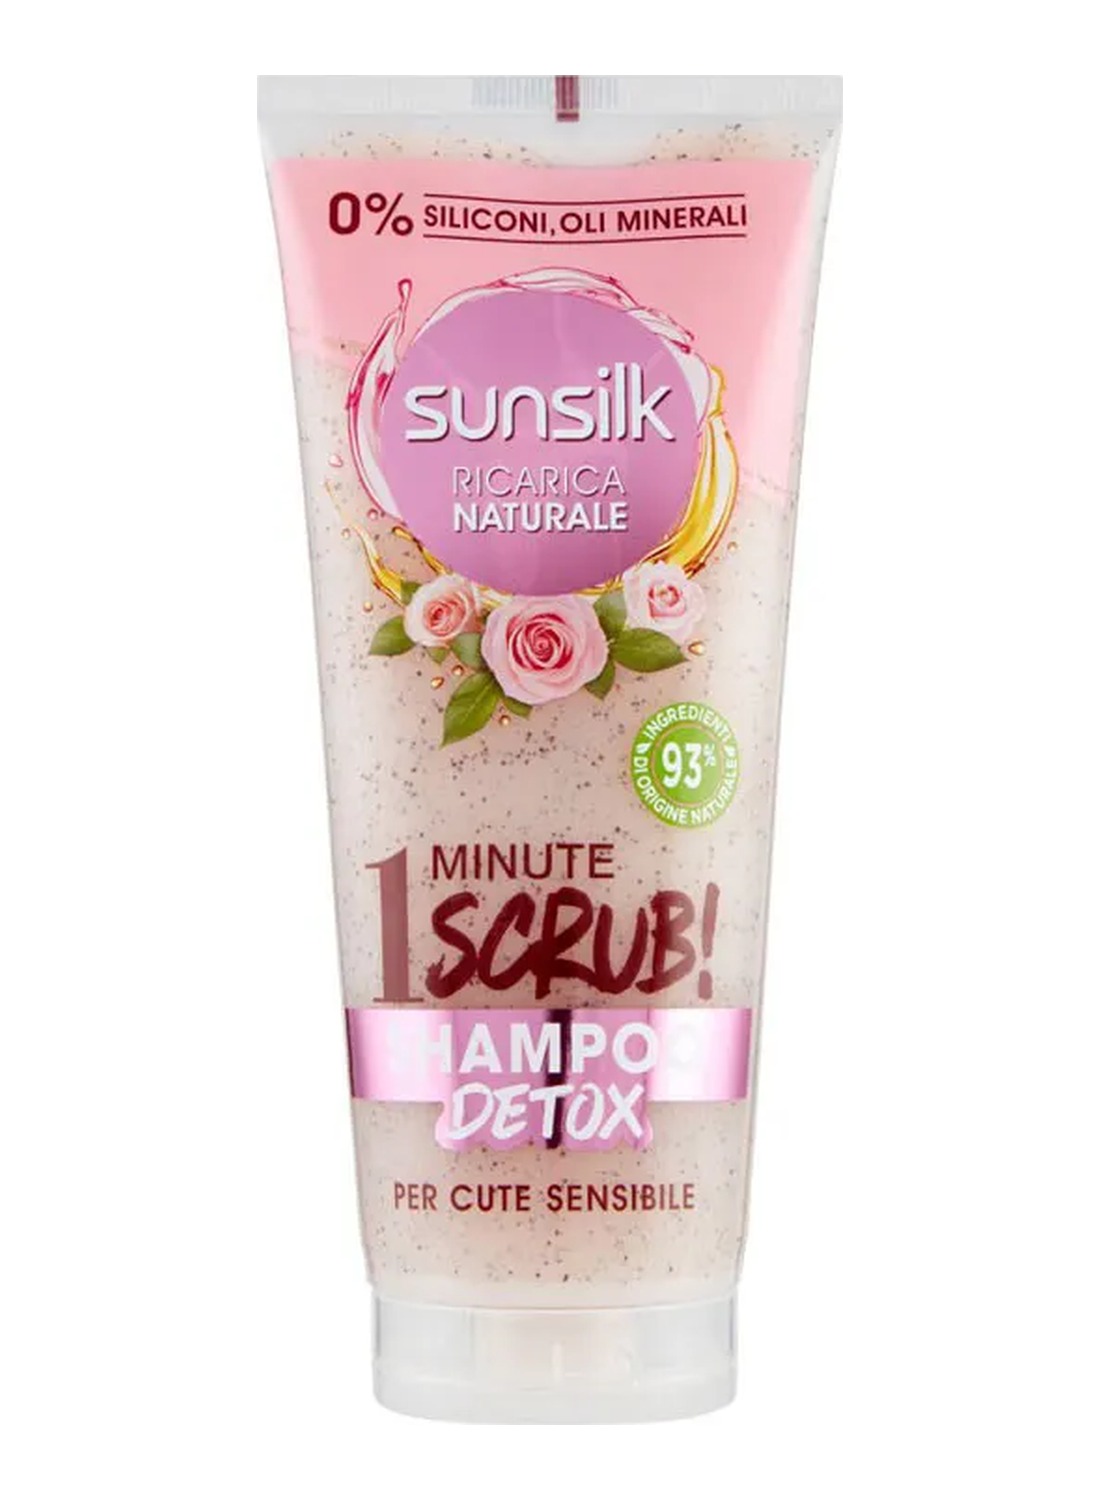 0% SILICONI, OLI MINERALI
sunsilk
RICARICA
NATURALE
INGREDIENTI
93%
DI ORIGINE NATURALE
1 MINUTE
SCRUB!
SHAMPOO
DETOX
PER CUTE SENSIBILE